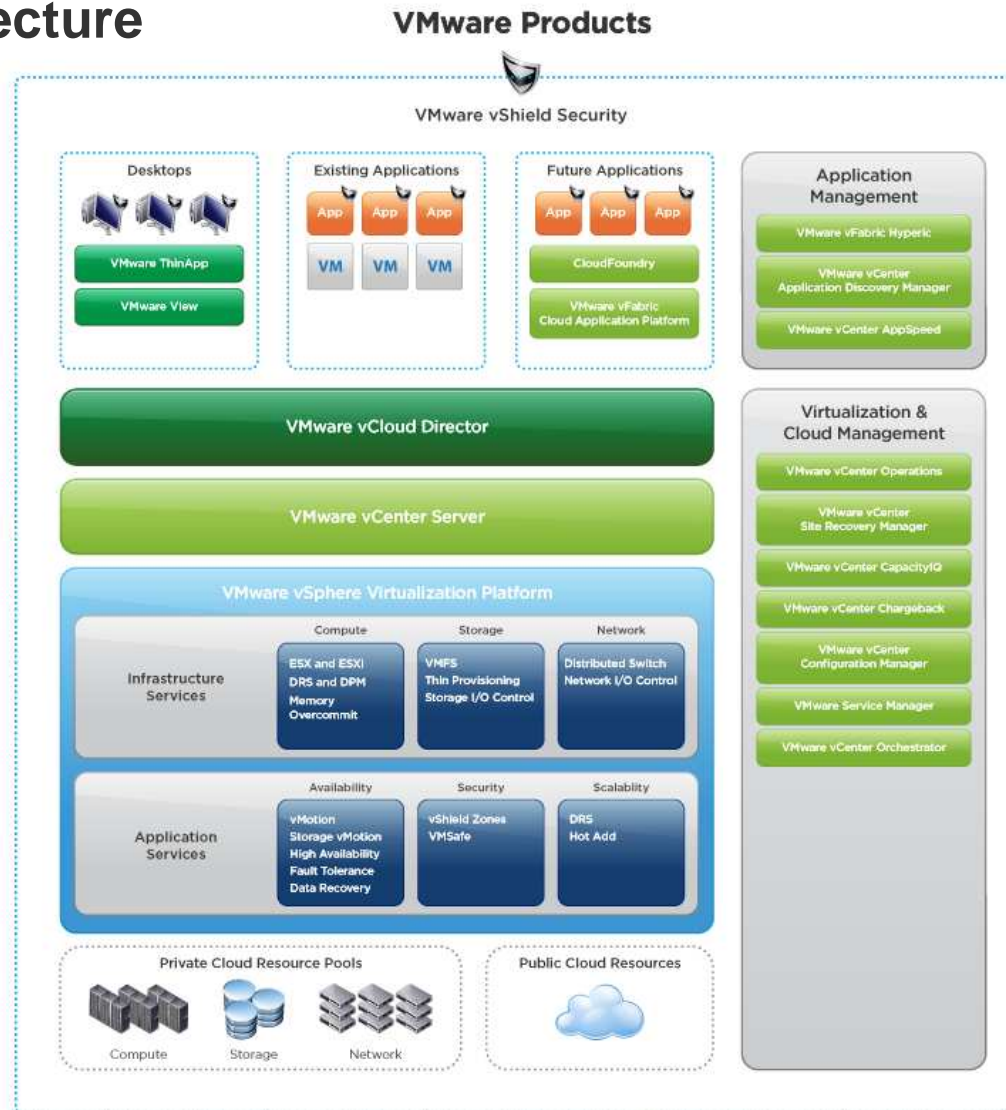 ecture
VMware Products
VMware vShield Security
Desktops
VMware ThinApp
VMware View
Existing Applications
App App App
VM VM VM
Future Applications
App App App
CloudFoundry
VMware vFabric
Cloud Application Platform
Application
Management
VMware vFabric Hyperic
VMware vCenter
Application Discovery Manager
VMware vCenter AppSpeed
VMware vCloud Director
VMware vCenter Server
VMware vSphere Virtualization Platform
Infrastructure
Services
Compute
ESX and ESXi
DRS and DPM
Memory
Overcommit
Storage
VMFS
Thin Provisioning
Storage I/O Control
Network
Distributed Switch
Network I/O Control
Application
Services
Availability
vMotion
Storage vMotion
High Availability
Fault Tolerance
Data Recovery
Security
vShield Zones
VMSafe
Scalablity
DRS
Hot Add
Virtualization &
Cloud Management
VMware vCenter Operations
VMware vCenter
Site Recovery Manager
VMware vCenter CapacityIQ
VMware vCenter Chargeback
VMware vCenter
Configuration Manager
VMware Service Manager
VMware vCenter Orchestrator
Private Cloud Resource Pools
Compute
Storage
Network
Public Cloud Resources